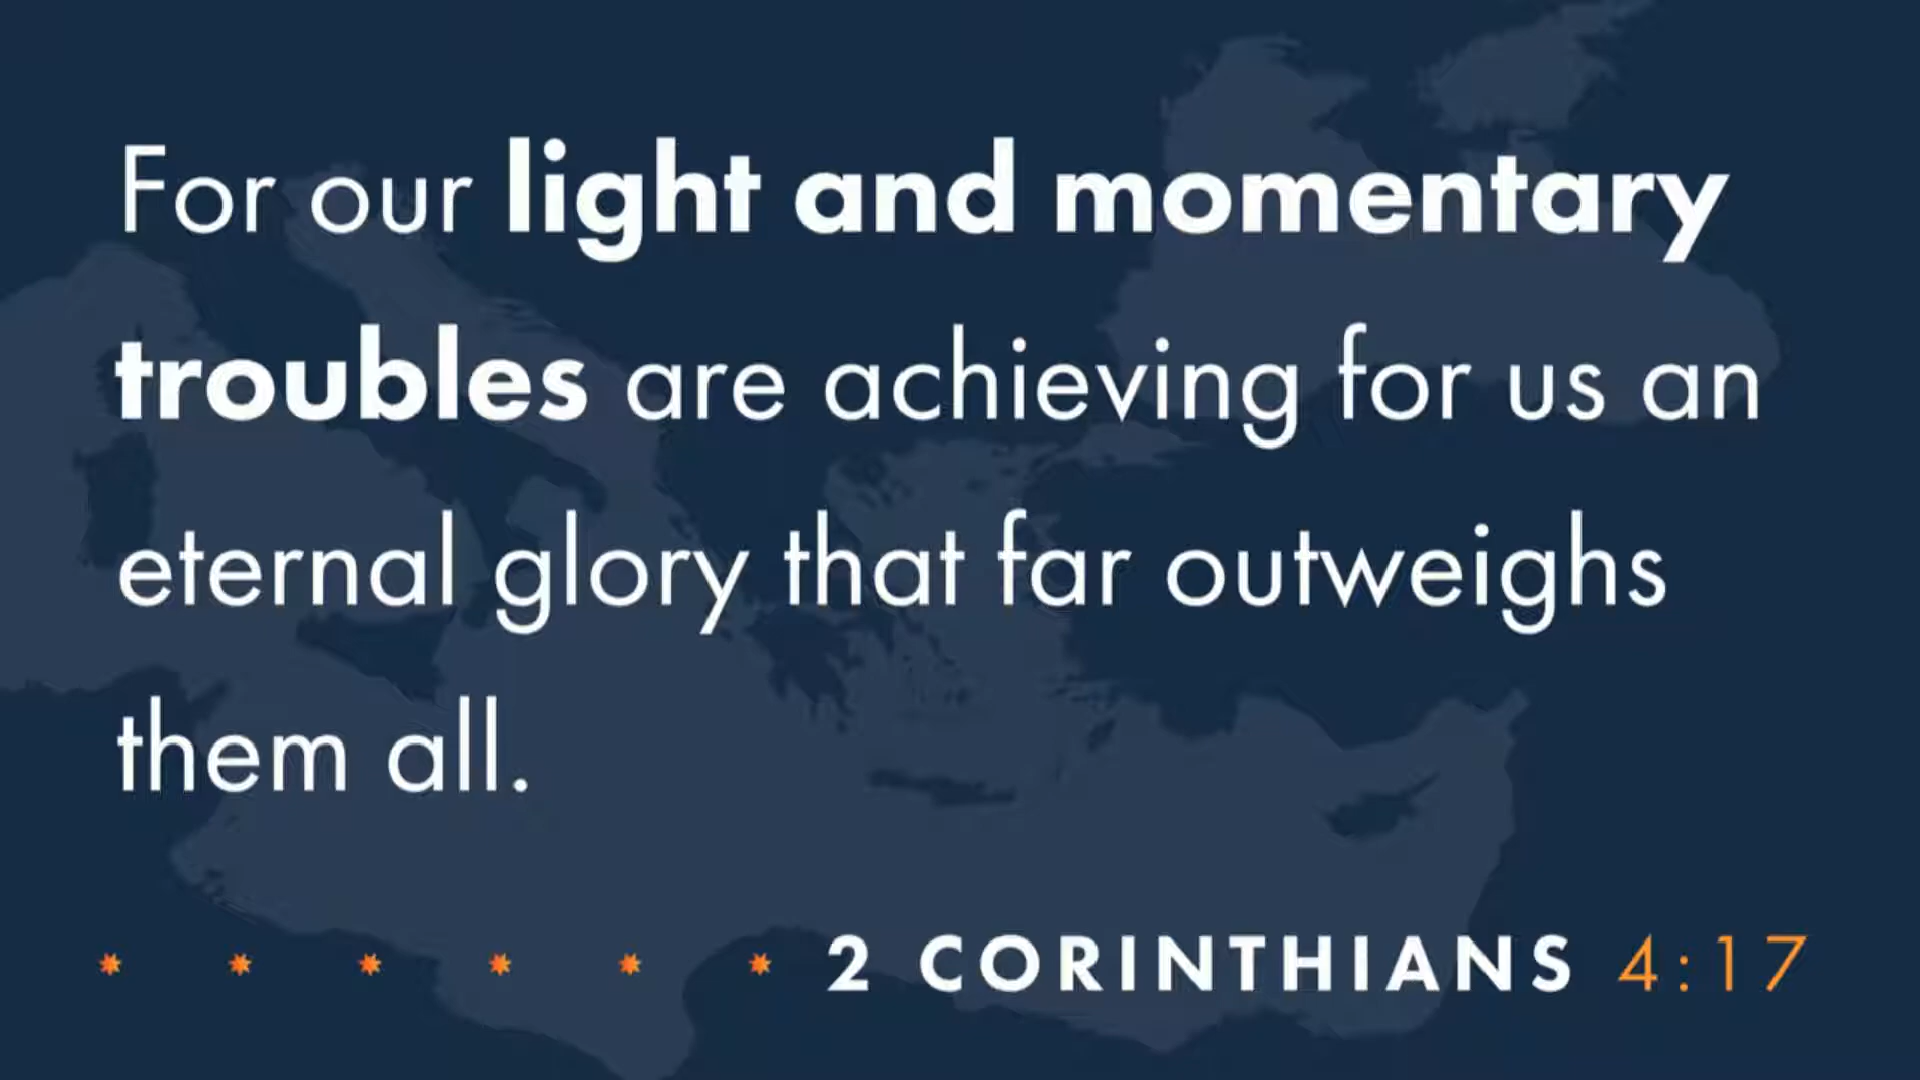 For our light and momentary
troubles are achieving for us an
eternal glory that far outweighs
them all.
2 CORINTHIANS 4:17